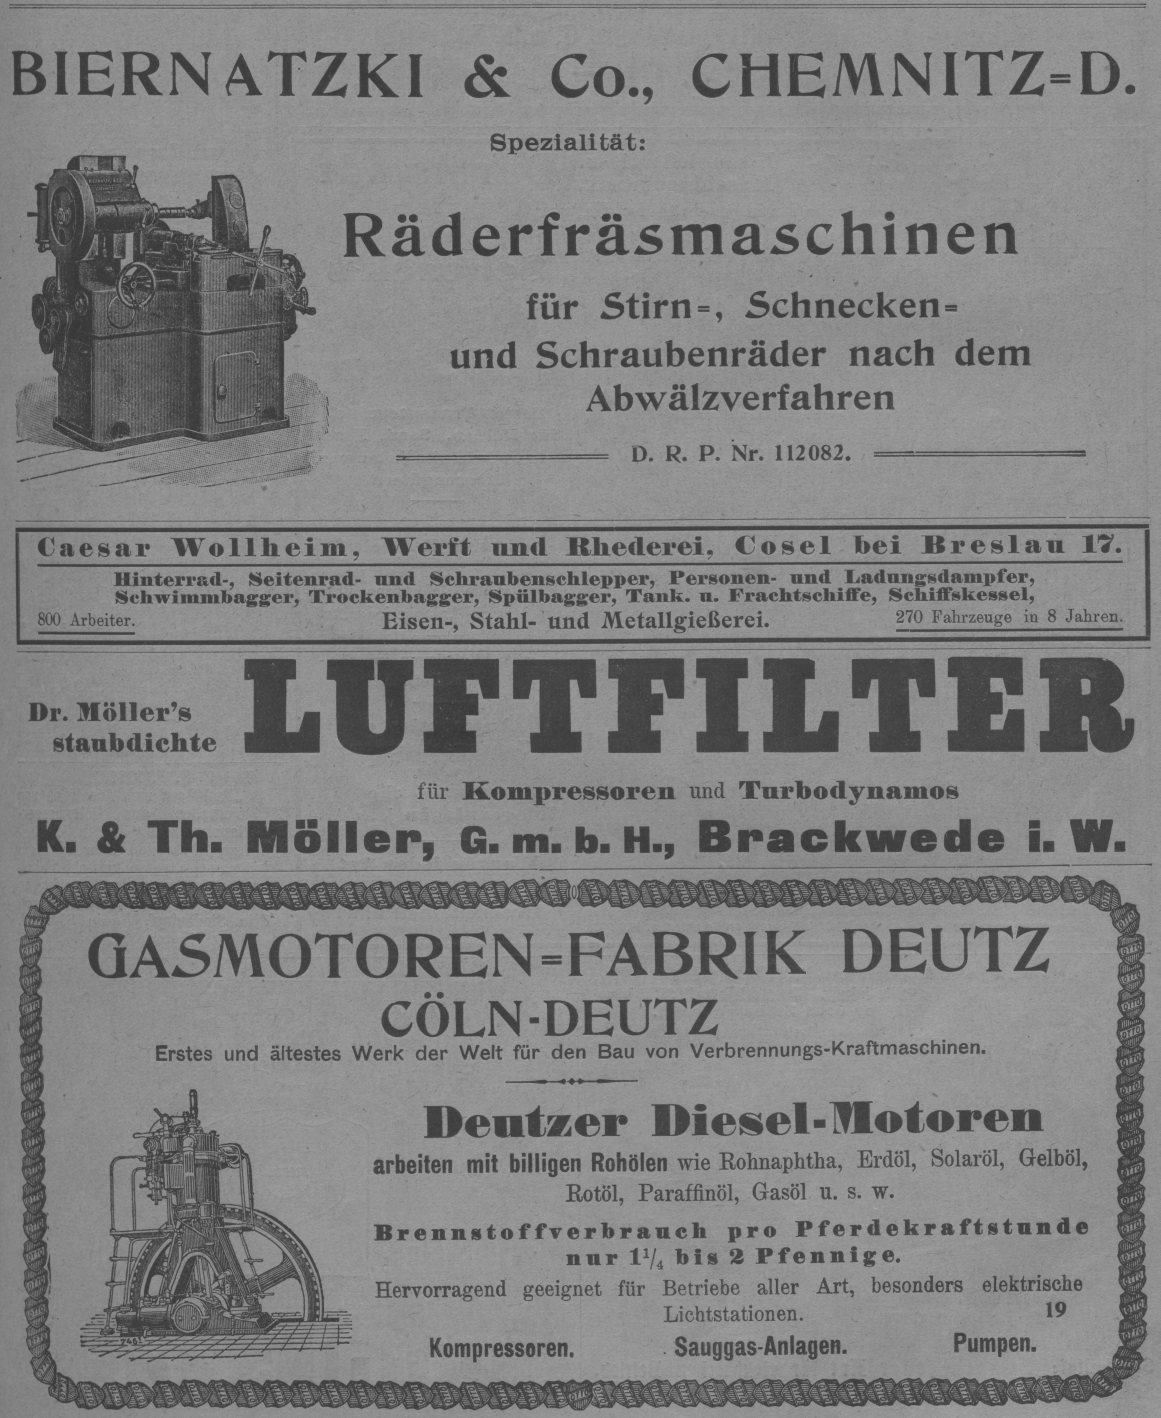 BIERNATZKI & Co., CHEMNITZ=D.
Spezialität:
Räderfräsmaschinen
für Stirn=, Schnecken=
und Schraubenräder nach dem
Abwälzverfahren
D. R. P. Nr. 112082.
Caesar Wollheim, Werft und Rhederei, Cosel bei Breslau 17.
Hinterrad-, Seitenrad- und Schraubenschlepper, Personen- und Ladungsdampfer,
Schwimmbagger, Trockenbagger, Spülbagger, Tank. u. Frachtschiffe, Schiffskessel,
800 Arbeiter. Eisen-, Stahl- und Metallgießerei. 270 Fahrzeuge in 8 Jahren.
Dr. Möller's
staubdichte
LUFTFILTER
für Kompressoren und Turbodynamos
K. & Th. Möller, G. m. b. H., Brackwede i. W.
GASMOTOREN=FABRIK DEUTZ
CÖLN-DEUTZ
Erstes und ältestes Werk der Welt für den Bau von Verbrennungs-Kraftmaschinen.
Deutzer Diesel-Motoren
arbeiten mit billigen Rohölen wie Rohnaphtha, Erdöl, Solaröl, Gelböl,
Rotöl, Paraffinöl, Gasöl u. s. w.
Brennstoffverbrauch pro Pferdekraftstunde
nur 1¼ bis 2 Pfennige.
Hervorragend geeignet für Betriebe aller Art, besonders elektrische
Lichtstationen. 19
Kompressoren. Sauggas-Anlagen. Pumpen.